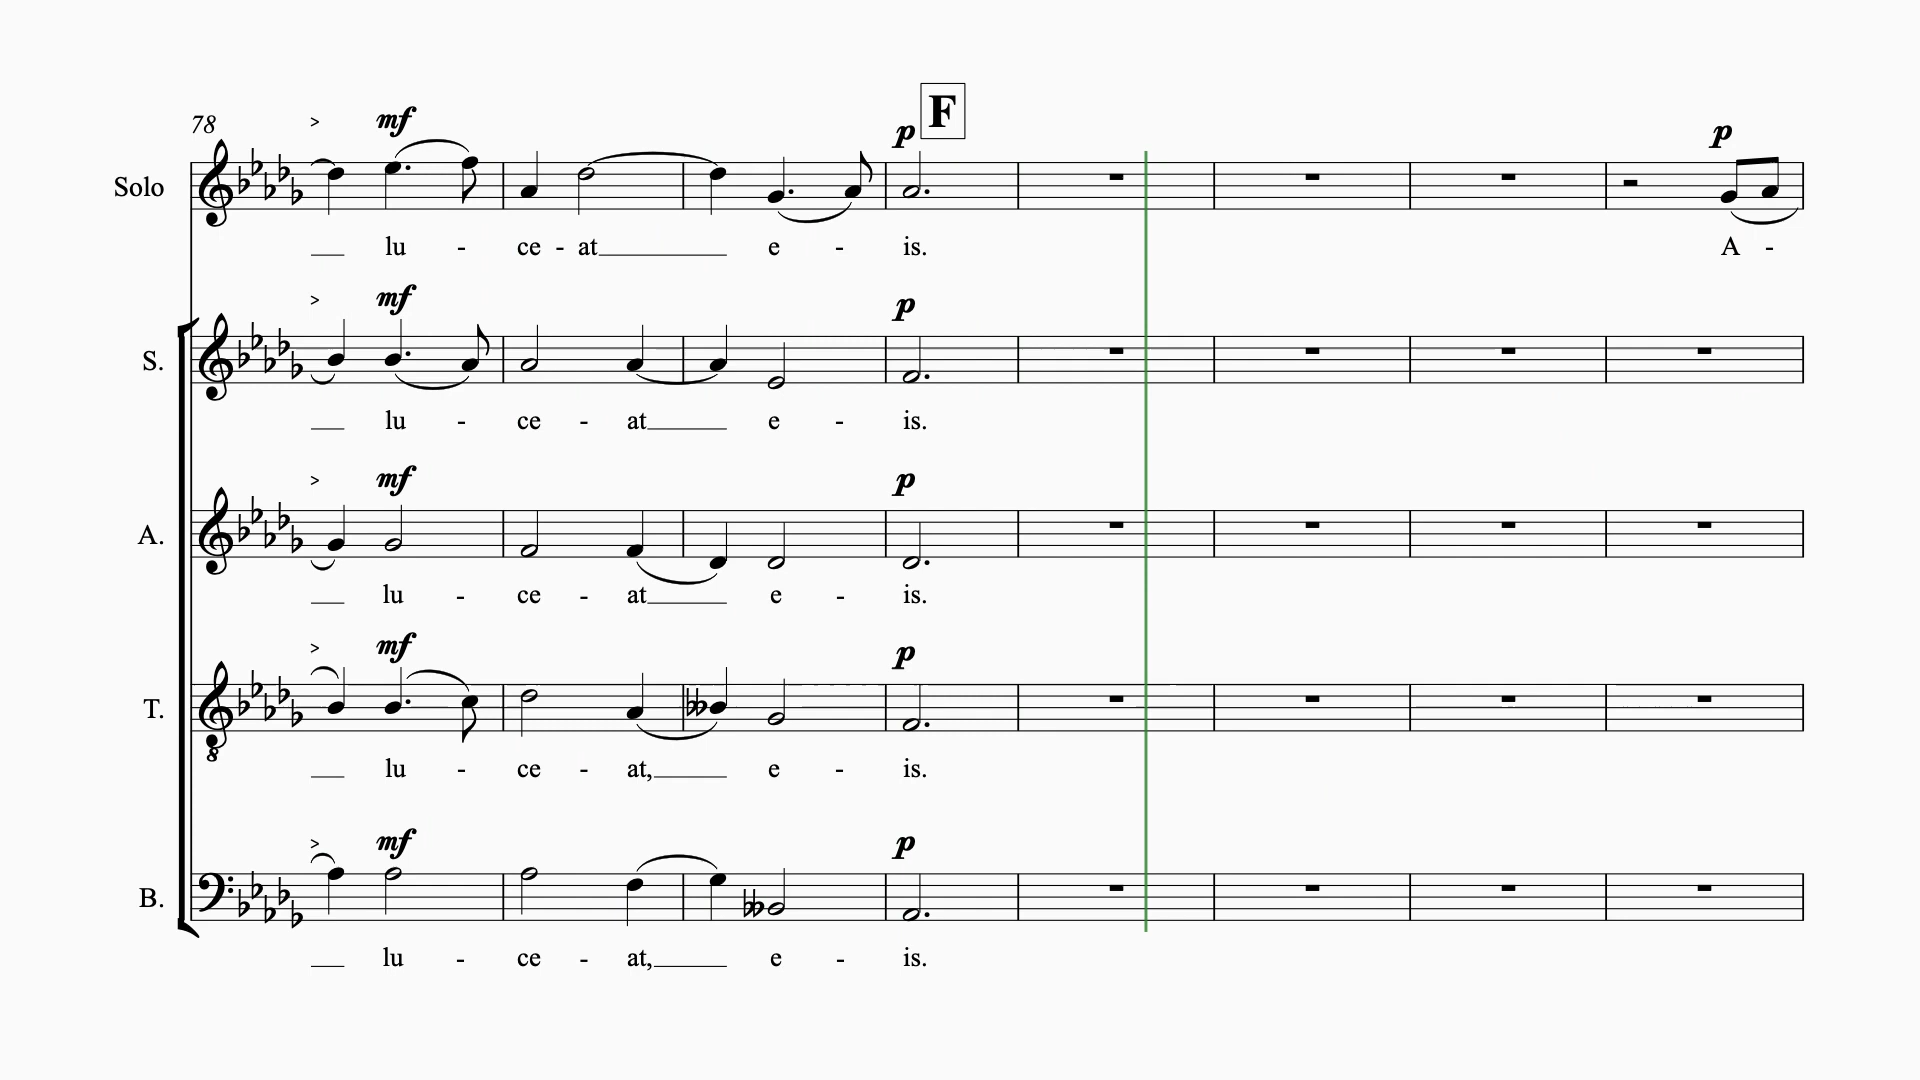 F
78 mf p p
Solo
lu - ce - at e - is. A -
mf p
S.
lu - ce - at e - is.
mf p
A.
lu - ce - at e - is.
mf p
T.
8
lu - ce - at, e - is.
mf p
B.
lu - ce - at, e - is.